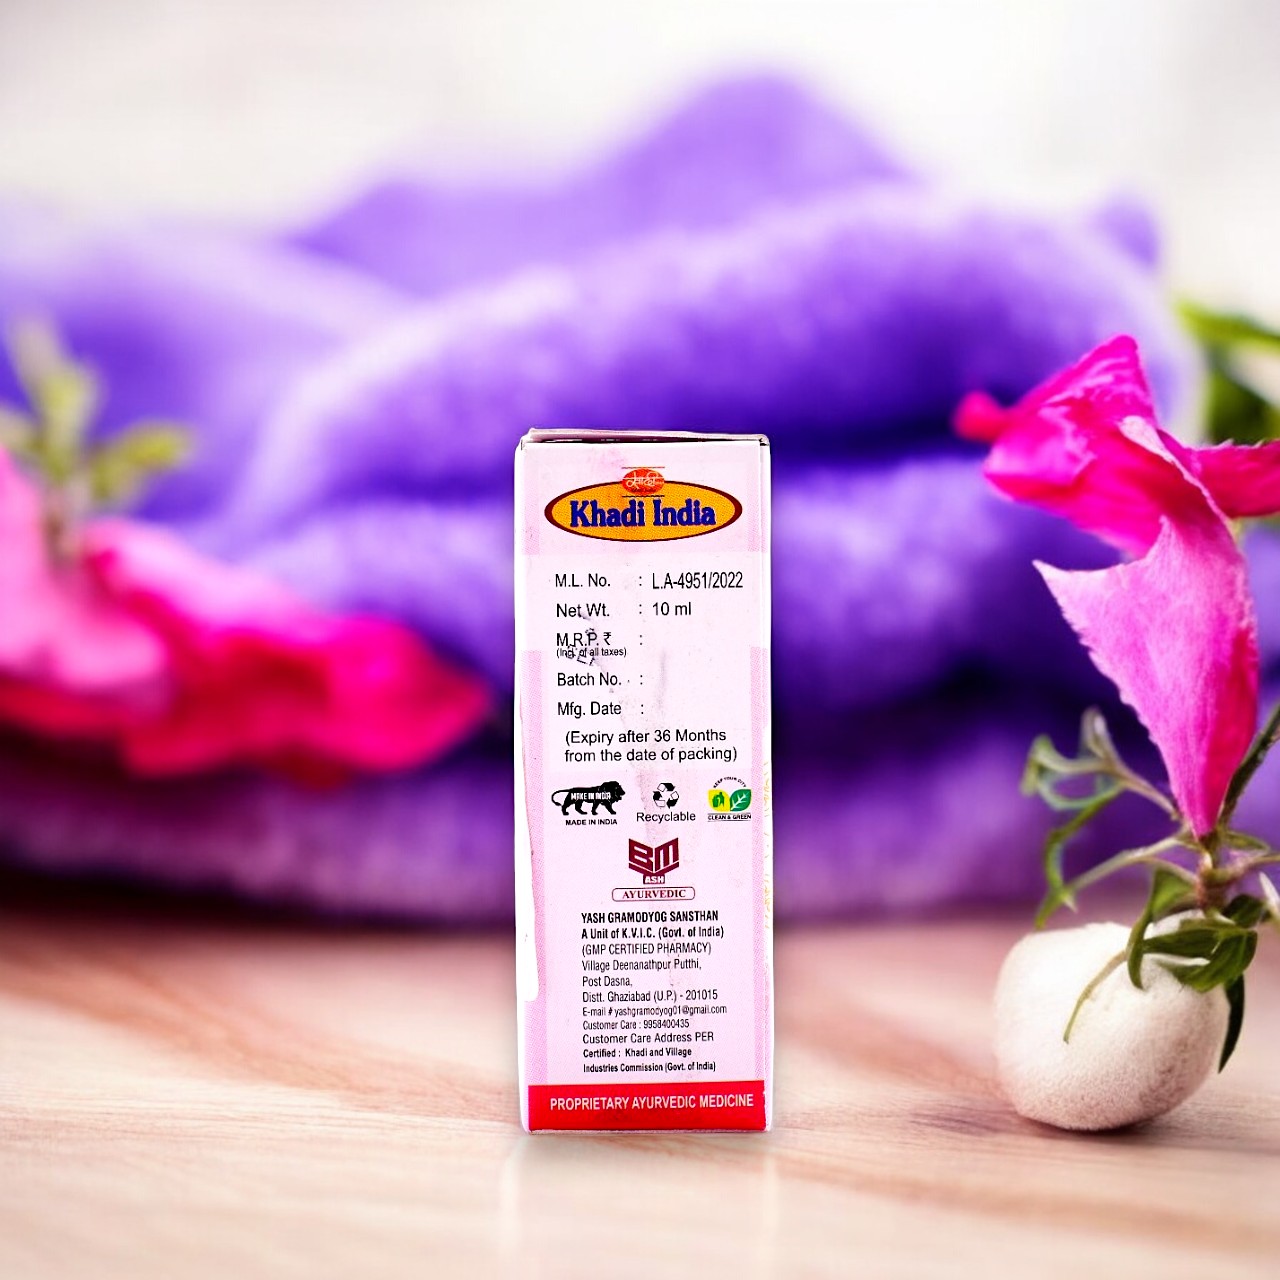 खादी
Khadi India
M.L. No. : L.A-4951/2022
Net Wt. : 10 ml
M.R.P. ₹ :
(Incl. of all taxes)
Batch No. :
Mfg. Date :
(Expiry after 36 Months
from the date of packing)
MAKE IN INDIA
MADE IN INDIA
Recyclable
KEEP YOUR CITY
CLEAN & GREEN
BM
ASH
AYURVEDIC
YASH GRAMODYOG SANSTHAN
A Unit of K.V.I.C. (Govt. of India)
(GMP CERTIFIED PHARMACY)
Village Deenanathpur Putthi,
Post Dasna,
Distt. Ghaziabad (U.P.) - 201015
E-mail # yashgramodyog01@gmail.com
Customer Care : 9958400435
Customer Care Address PER
Certified : Khadi and Village
Industries Commission (Govt. of India)
PROPRIETARY AYURVEDIC MEDICINE